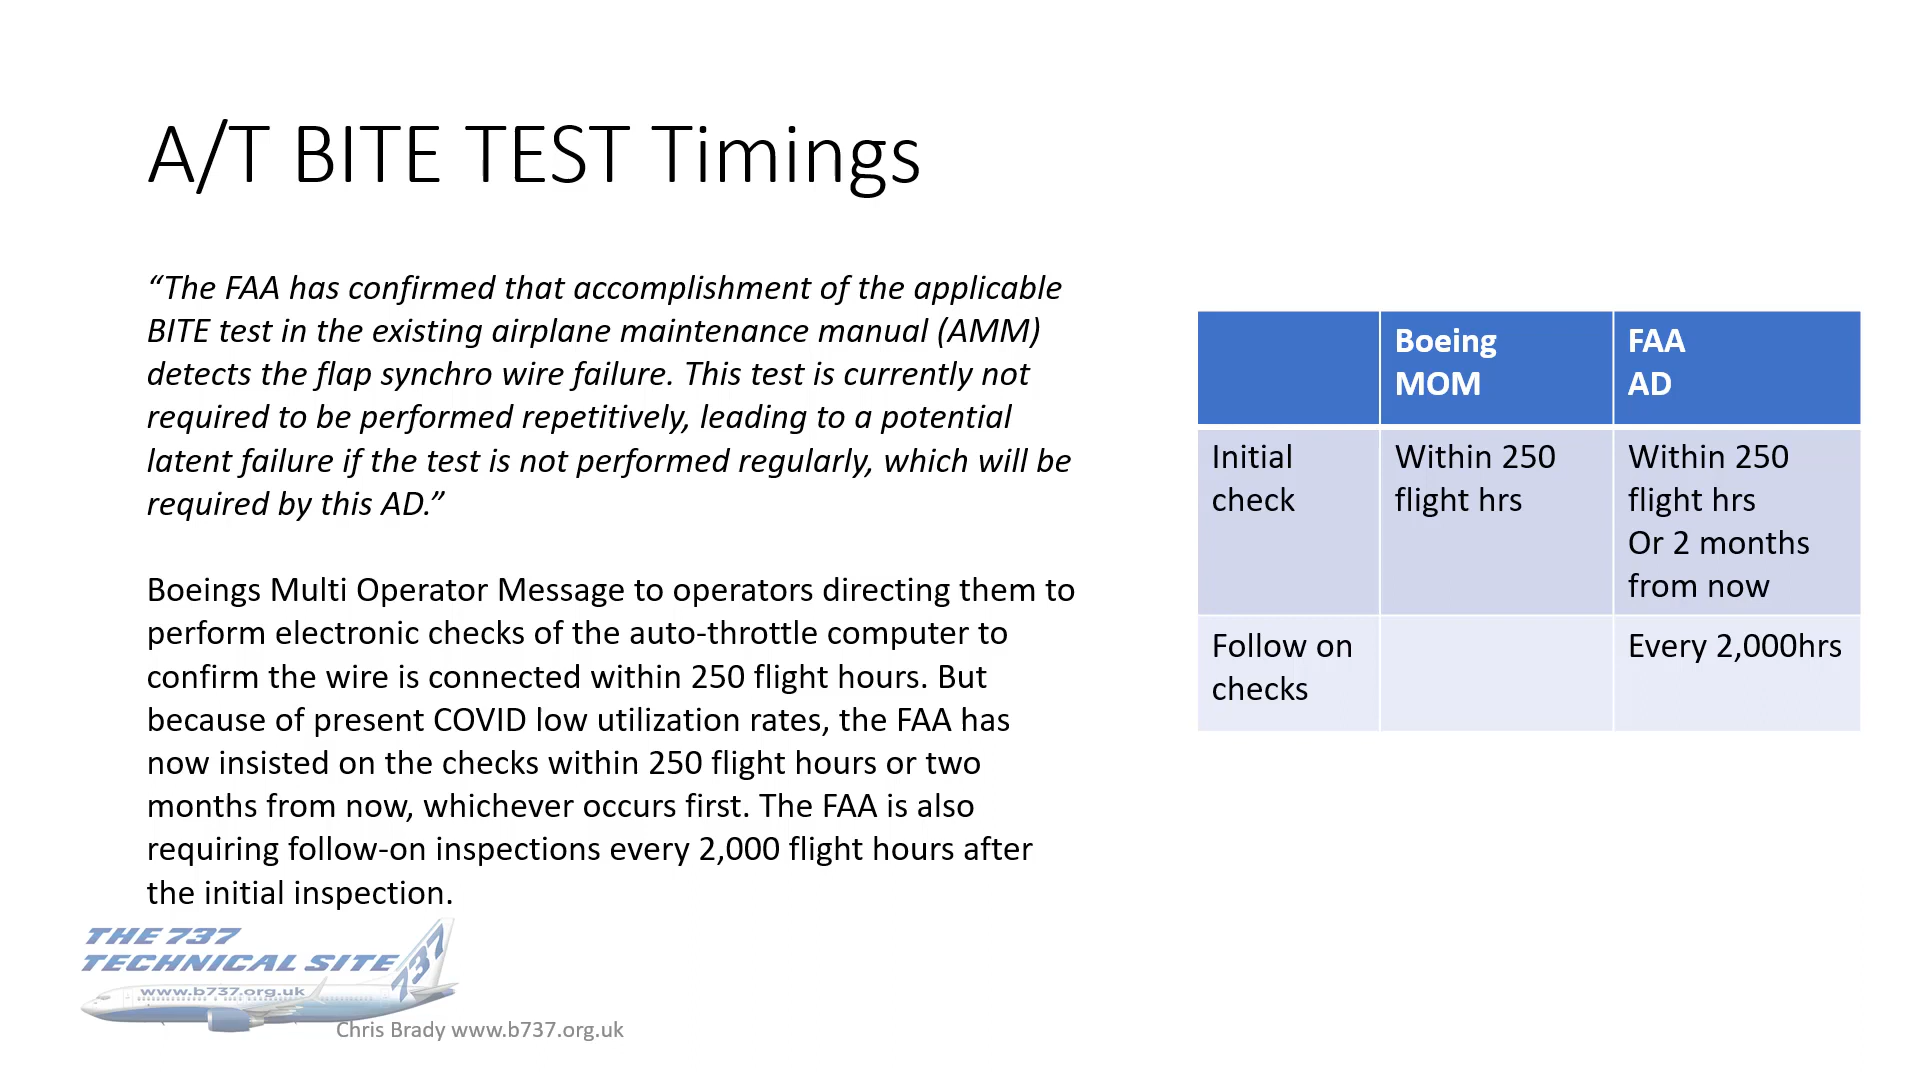 A/T BITE TEST Timings
“The FAA has confirmed that accomplishment of the applicable
BITE test in the existing airplane maintenance manual (AMM)
detects the flap synchro wire failure. This test is currently not
required to be performed repetitively, leading to a potential
latent failure if the test is not performed regularly, which will be
required by this AD.”
Boeings Multi Operator Message to operators directing them to
perform electronic checks of the auto-throttle computer to
confirm the wire is connected within 250 flight hours. But
because of present COVID low utilization rates, the FAA has
now insisted on the checks within 250 flight hours or two
months from now, whichever occurs first. The FAA is also
requiring follow-on inspections every 2,000 flight hours after
the initial inspection.
Boeing
MOM
FAA
AD
Initial
check
Within 250
flight hrs
Within 250
flight hrs
Or 2 months
from now
Follow on
checks
Every 2,000hrs
THE 737
TECHNICAL SITE
737
www.b737.org.uk
Chris Brady www.b737.org.uk